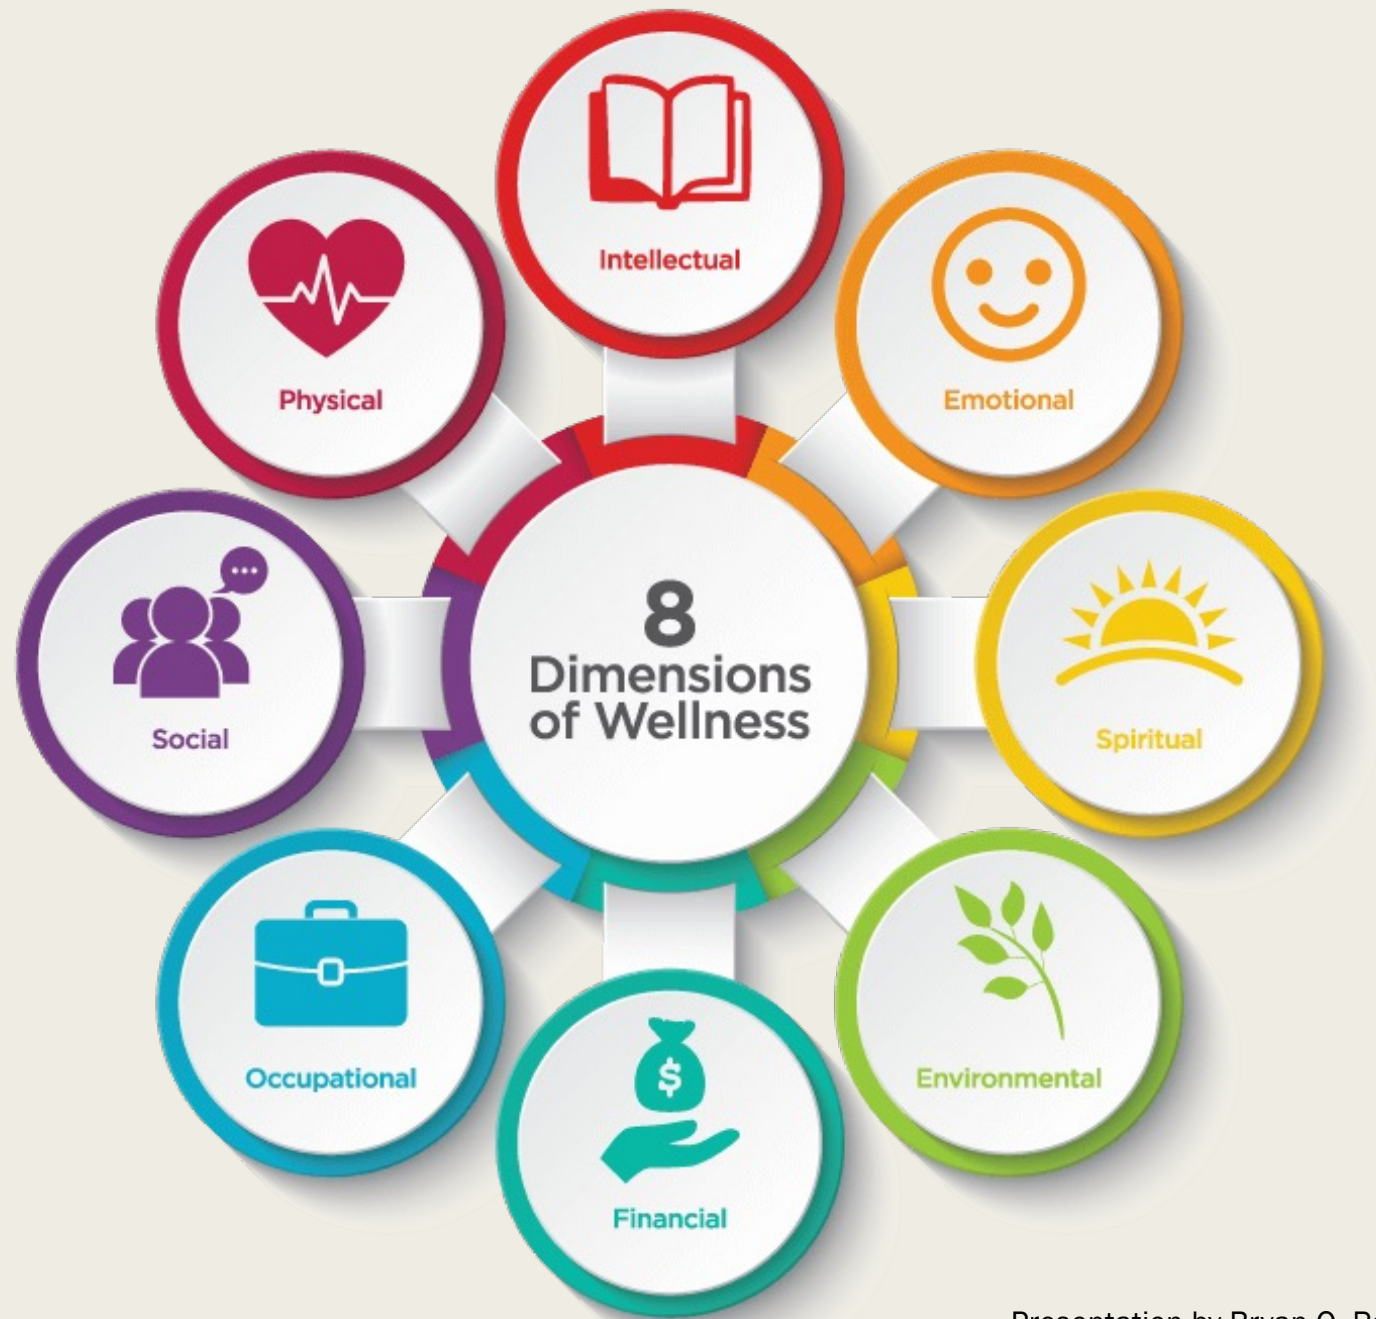 Intellectual
Emotional
Physical
8
Dimensions
of Wellness
Spiritual
Social
$
Environmental
Occupational
Financial
Presentation by Bryan O.